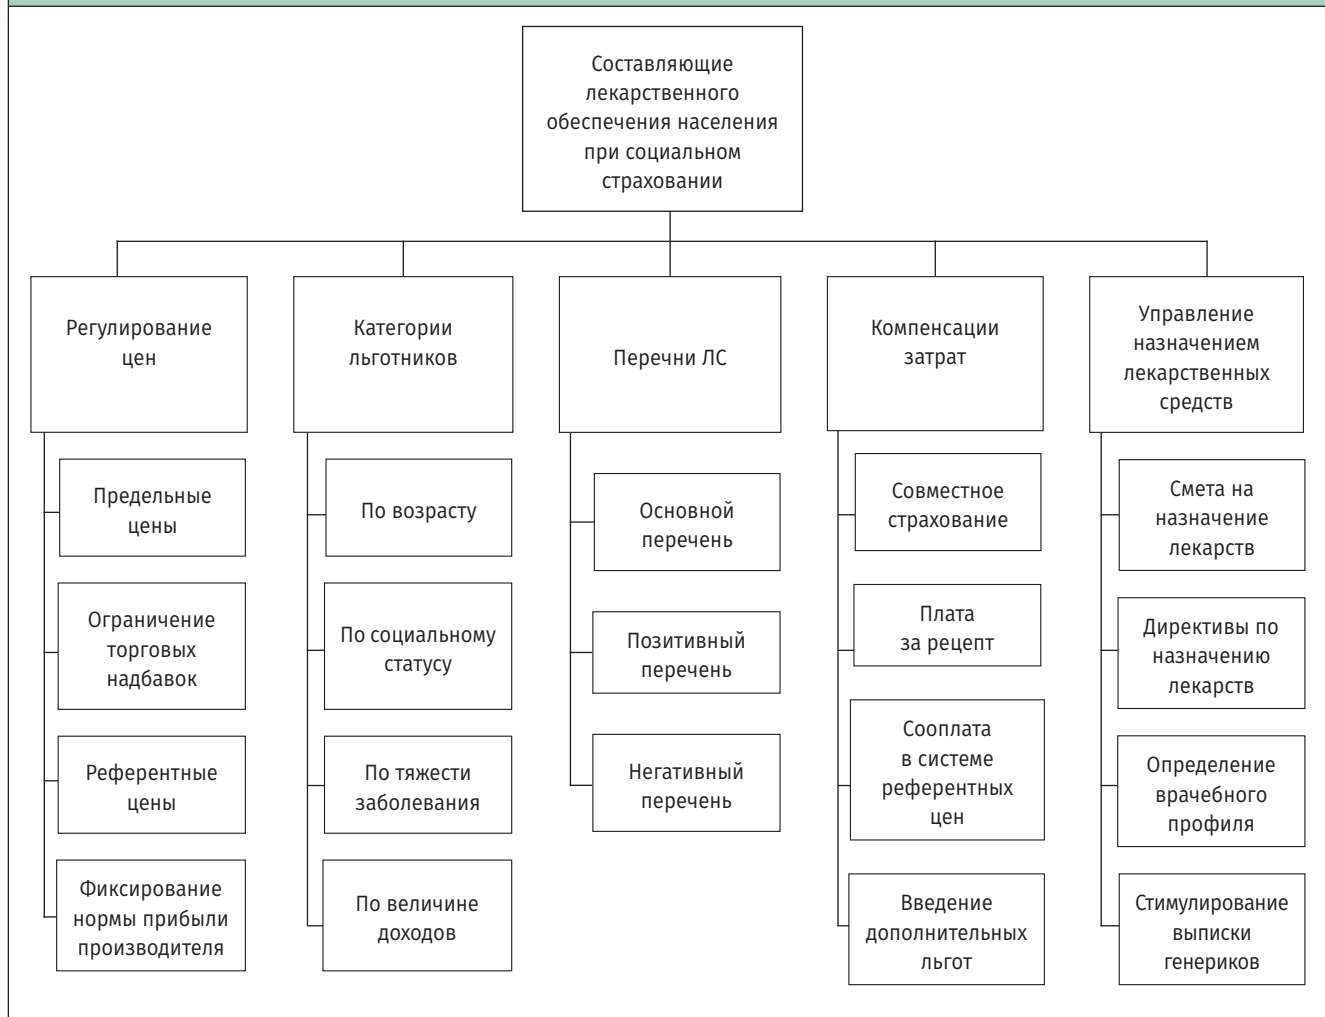 Составляющие
лекарственного
обеспечения населения
при социальном
страховании
Регулирование
цен
Предельные
цены
Ограничение
торговых
надбавок
Референтные
цены
Фиксирование
нормы прибыли
производителя
Категории
льготников
По возрасту
По социальному
статусу
По тяжести
заболевания
По величине
доходов
Перечни ЛС
Основной
перечень
Позитивный
перечень
Негативный
перечень
Компенсации
затрат
Совместное
страхование
Плата
за рецепт
Сооплата
в системе
референтных
цен
Введение
дополнительных
льгот
Управление
назначением
лекарственных
средств
Смета на
назначение
лекарств
Директивы по
назначению
лекарств
Определение
врачебного
профиля
Стимулирование
выписки
генериков